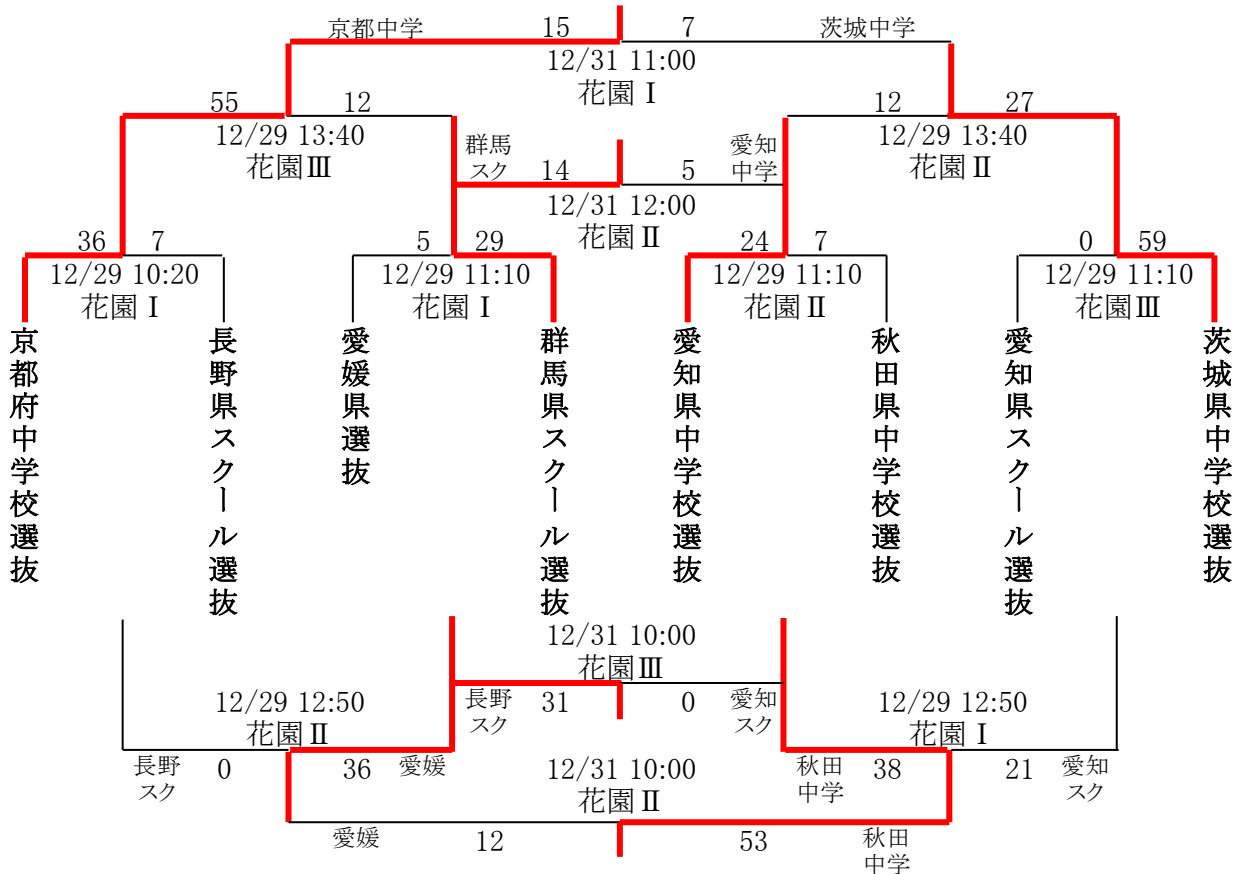 京都中学 15 7 茨城中学
12/31 11:00
花園Ⅰ
55 12 12 27
12/29 13:40 12/29 13:40
花園Ⅲ 花園Ⅱ
群馬
スク
14 5
愛知
中学
12/31 12:00
花園Ⅱ
36 7 5 29 24 7 0 59
12/29 10:20 12/29 11:10 12/29 11:10 12/29 11:10
花園Ⅰ 花園Ⅰ 花園Ⅱ 花園Ⅲ
京都府中学校選抜
長野県スクール選抜
愛媛県選抜
群馬県スクール選抜
愛知県中学校選抜
秋田県中学校選抜
愛知県スクール選抜
茨城県中学校選抜
12/31 10:00
花園Ⅲ
長野
スク
31 0
愛知
スク
12/29 12:50 12/29 12:50
花園Ⅱ 花園Ⅰ
長野
スク
0 36 愛媛
秋田
中学
38 21
愛知
スク
12/31 10:00
花園Ⅱ
愛媛 12 53
秋田
中学